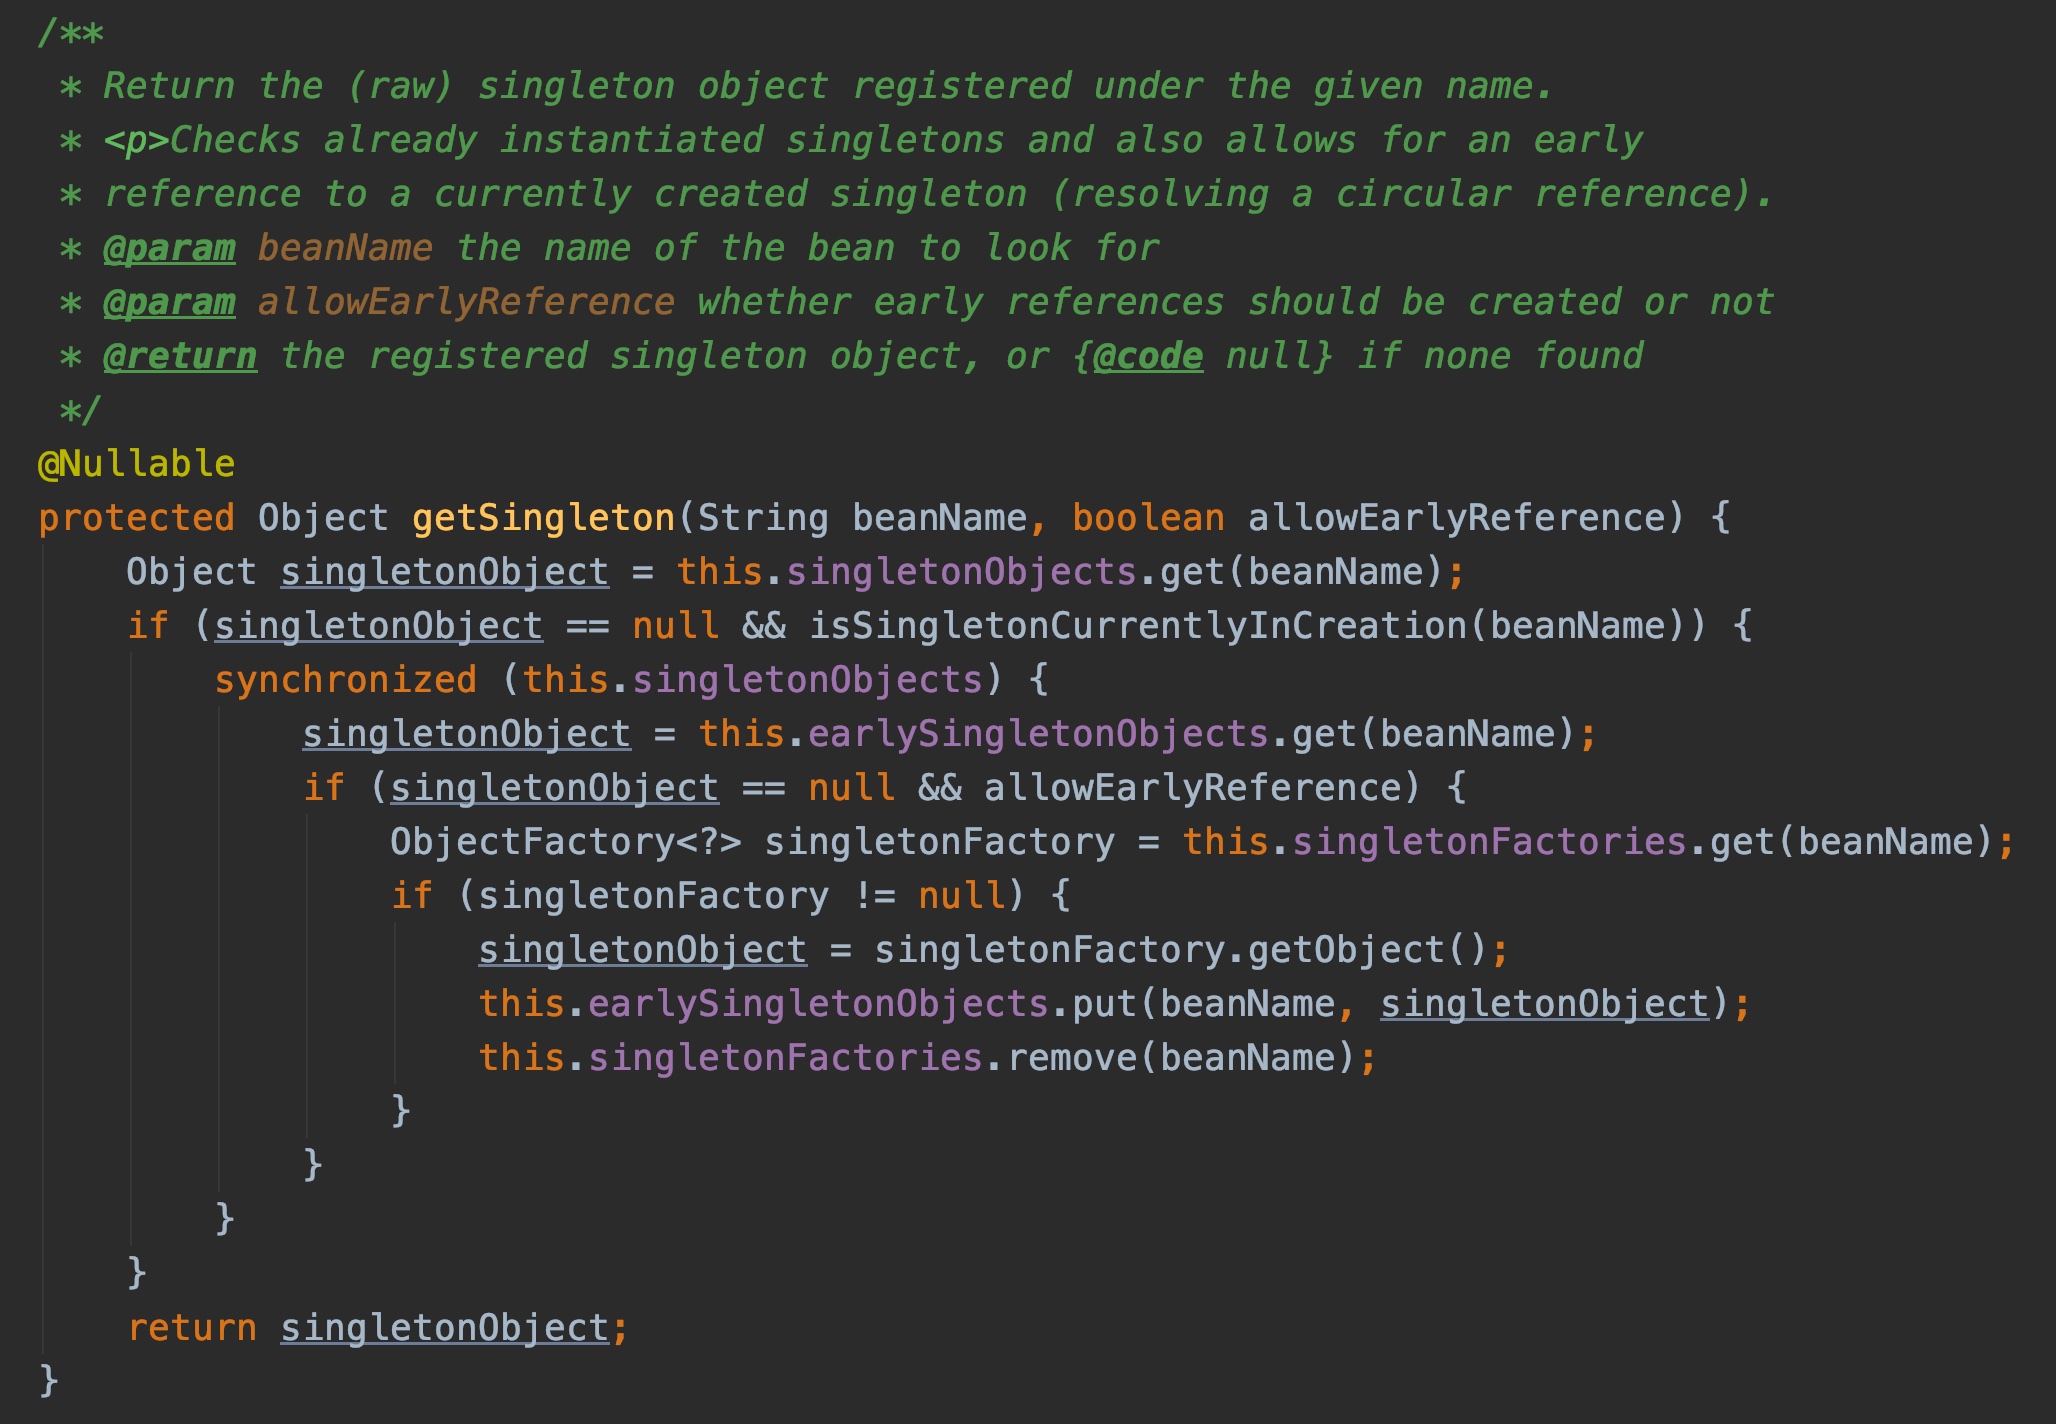 /**
 * Return the (raw) singleton object registered under the given name.
 * <p>Checks already instantiated singletons and also allows for an early
 * reference to a currently created singleton (resolving a circular reference).
 * @param beanName the name of the bean to look for
 * @param allowEarlyReference whether early references should be created or not
 * @return the registered singleton object, or {@code null} if none found
 */
@Nullable
protected Object getSingleton(String beanName, boolean allowEarlyReference) {
    Object singletonObject = this.singletonObjects.get(beanName);
    if (singletonObject == null && isSingletonCurrentlyInCreation(beanName)) {
        synchronized (this.singletonObjects) {
            singletonObject = this.earlySingletonObjects.get(beanName);
            if (singletonObject == null && allowEarlyReference) {
                ObjectFactory<?> singletonFactory = this.singletonFactories.get(beanName);
                if (singletonFactory != null) {
                    singletonObject = singletonFactory.getObject();
                    this.earlySingletonObjects.put(beanName, singletonObject);
                    this.singletonFactories.remove(beanName);
                }
            }
        }
    }
    return singletonObject;
}